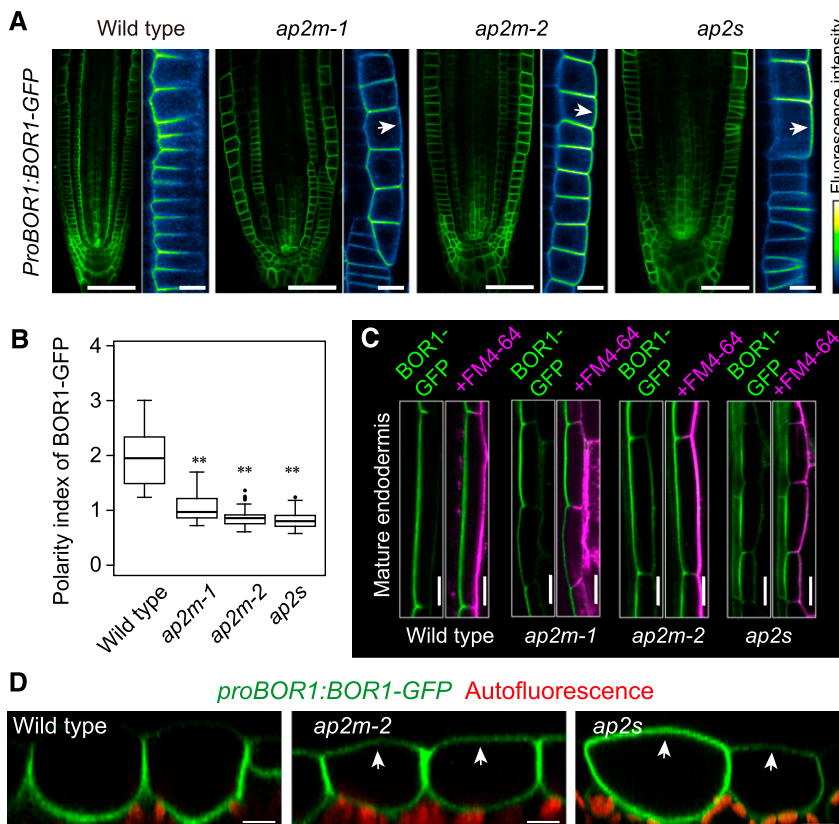 A
Wild type
ap2m-1
ap2m-2
ap2s
ProBOR1:BOR1-GFP
Fluorescence intensity
B
Polarity index of BOR1-GFP
4
3
2
1
0
**
**
**
Wild type
ap2m-1
ap2m-2
ap2s
C
BOR1-
GFP
+FM4-64
BOR1-
GFP
+FM4-64
BOR1-
GFP
+FM4-64
BOR1-
GFP
+FM4-64
Mature endodermis
Wild type
ap2m-1
ap2m-2
ap2s
D
proBOR1:BOR1-GFP Autofluorescence
Wild type
ap2m-2
ap2s